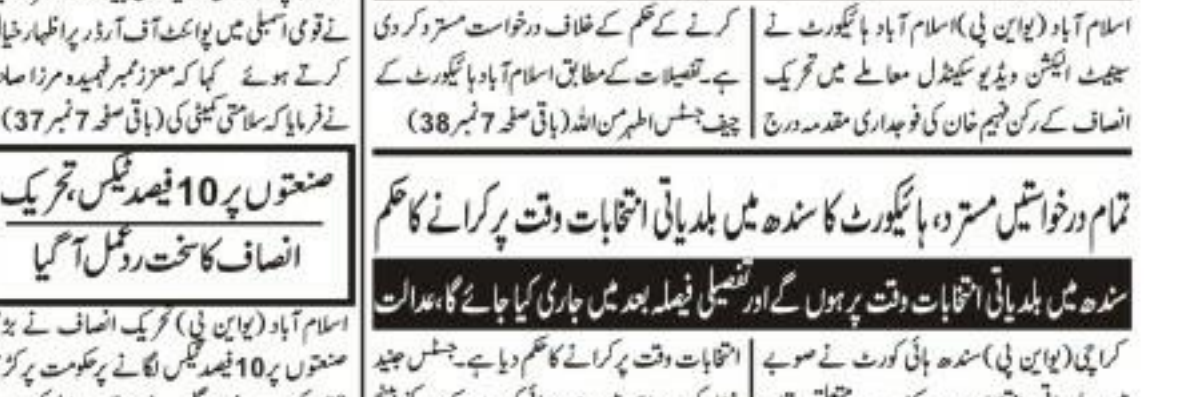 اسلام آباد (یو این پی) اسلام آباد ہائیکورٹ نے
سینیٹ الیکشن ویڈیو سکینڈل معاملے میں تحریک
انصاف کے رکن فہیم خان کی فوجداری مقدمہ درج
کرنے کے حکم کے خلاف درخواست مسترد کر دی
ہے۔ تفصیلات کے مطابق اسلام آباد ہائیکورٹ کے
چیف جسٹس اطہر من اللہ (باقی صفحہ 7 نمبر 38)
تمام درخواستیں مسترد، ہائیکورٹ کا سندھ میں بلدیاتی انتخابات وقت پر کرانے کا حکم
سندھ میں بلدیاتی انتخابات وقت پر ہوں گے اور تفصیلی فیصلہ بعد میں جاری کیا جائے گا، عدالت
کراچی (یو این پی) سندھ ہائی کورٹ نے صوبے
انتخابات وقت پر کرانے کا حکم دیا ہے۔ جسٹس جنید
نے قومی اسمبلی میں پوائنٹ آف آرڈر پر اظہار خیال
کرتے ہوئے کہا کہ معزز ممبر فہمیدہ مرزا صا
نے فرمایا کہ سلامتی کمیٹی کی (باقی صفحہ 7 نمبر 37)
صنعتوں پر 10 فیصد ٹیکس، تحریک
انصاف کا سخت ردعمل آ گیا
اسلام آباد (یو این پی) تحریک انصاف نے بڑ
صنعتوں پر 10 فیصد ٹیکس لگانے پر حکومت پر کڑ